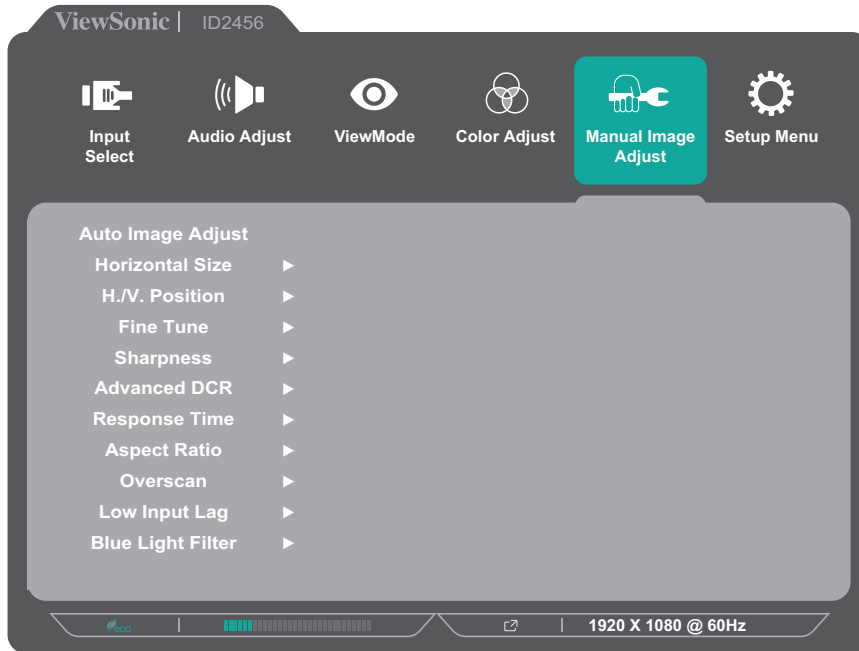 ViewSonic | ID2456
Input Select
Audio Adjust
ViewMode
Color Adjust
Manual Image Adjust
Setup Menu
Auto Image Adjust
Horizontal Size
H./V. Position
Fine Tune
Sharpness
Advanced DCR
Response Time
Aspect Ratio
Overscan
Low Input Lag
Blue Light Filter
eco | 1920 X 1080 @ 60Hz